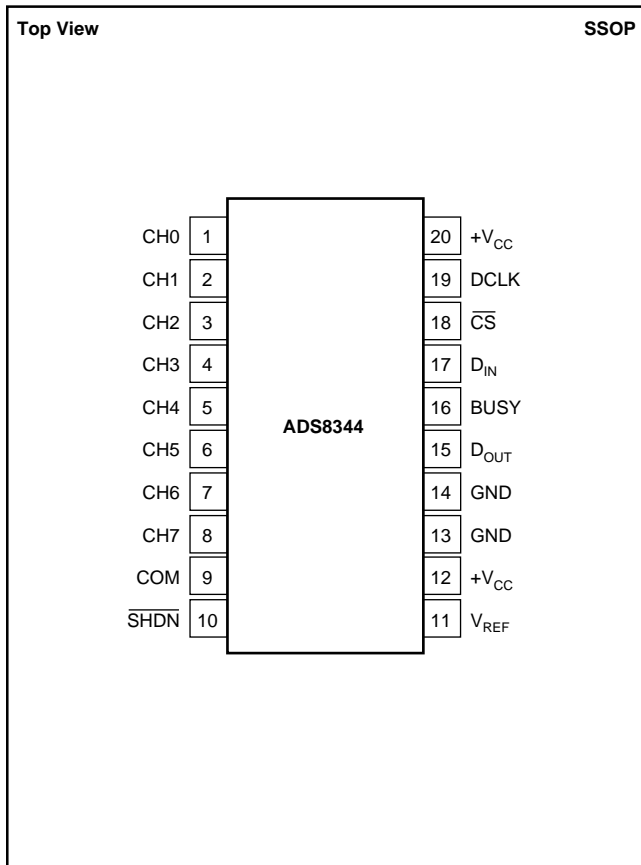 Top View SSOP
CH0 1 20 +VCC
CH1 2 19 DCLK
CH2 3 18 C̅S̅
CH3 4 17 DIN
CH4 5 16 BUSY
ADS8344
CH5 6 15 DOUT
CH6 7 14 GND
CH7 8 13 GND
COM 9 12 +VCC
S̅H̅D̅N̅ 10 11 VREF